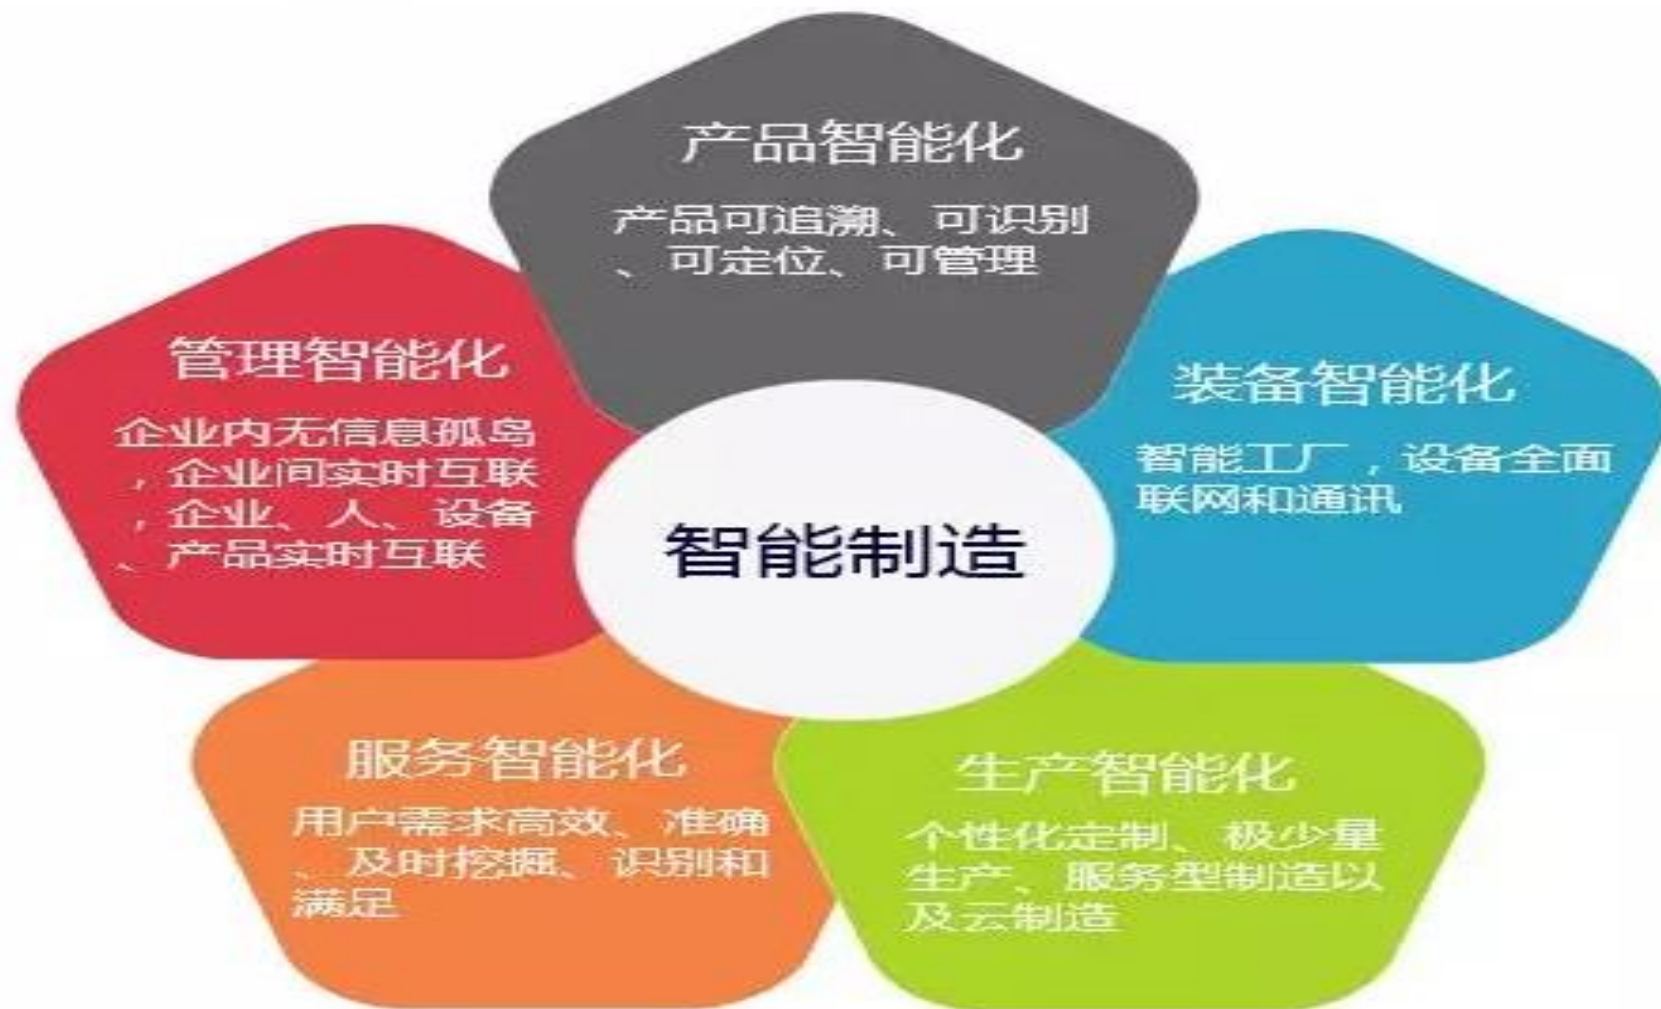 产品智能化
产品可追溯、可识别
、可定位、可管理
管理智能化
企业内无信息孤岛
，企业间实时互联
，企业、人、设备
、产品实时互联
装备智能化
智能工厂，设备全面
联网和通讯
智能制造
服务智能化
用户需求高效、准确
、及时挖掘、识别和
满足
生产智能化
个性化定制、极少量
生产、服务型制造以
及云制造